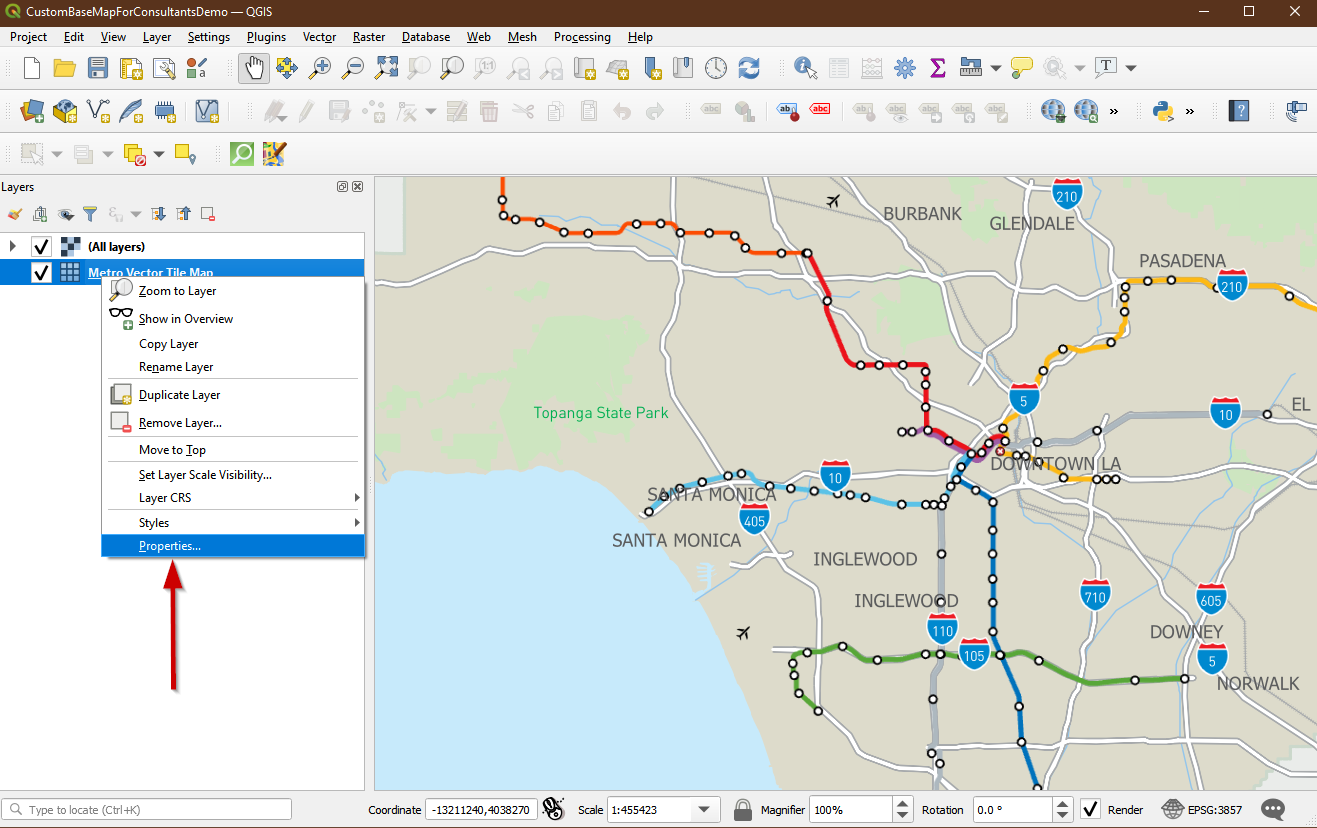 CustomBaseMapForConsultantsDemo — QGIS
Project Edit View Layer Settings Plugins Vector Raster Database Web Mesh Processing Help
Layers
(All layers)
Metro Vector Tile Map
Zoom to Layer
Show in Overview
Copy Layer
Rename Layer
Duplicate Layer
Remove Layer...
Move to Top
Set Layer Scale Visibility...
Layer CRS
Styles
Properties...
210
BURBANK
GLENDALE
PASADENA
210
5
10
EL
Topanga State Park
DOWNTOWN LA
10
SANTA MONICA
405
SANTA MONICA
INGLEWOOD
710
605
INGLEWOOD
110
DOWNEY
105
5
NORWALK
Type to locate (Ctrl+K)
Coordinate -13211240,4038270 Scale 1:455423 Magnifier 100% Rotation 0.0 ° Render EPSG:3857